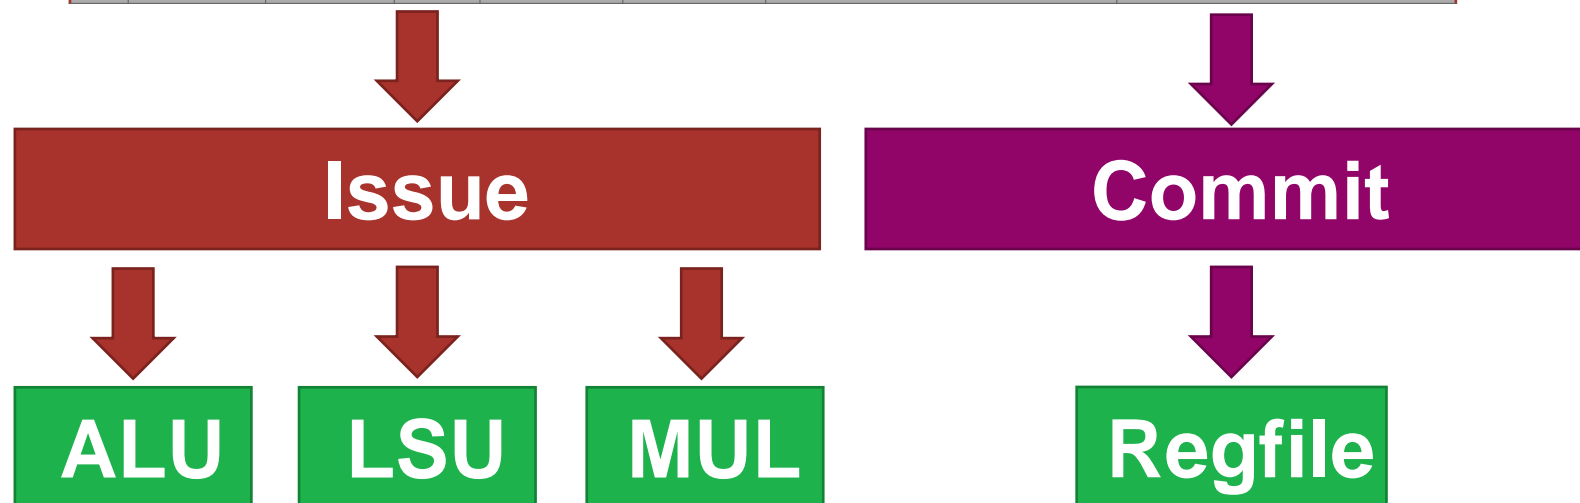 Issue
Commit
ALU
LSU
MUL
Regfile